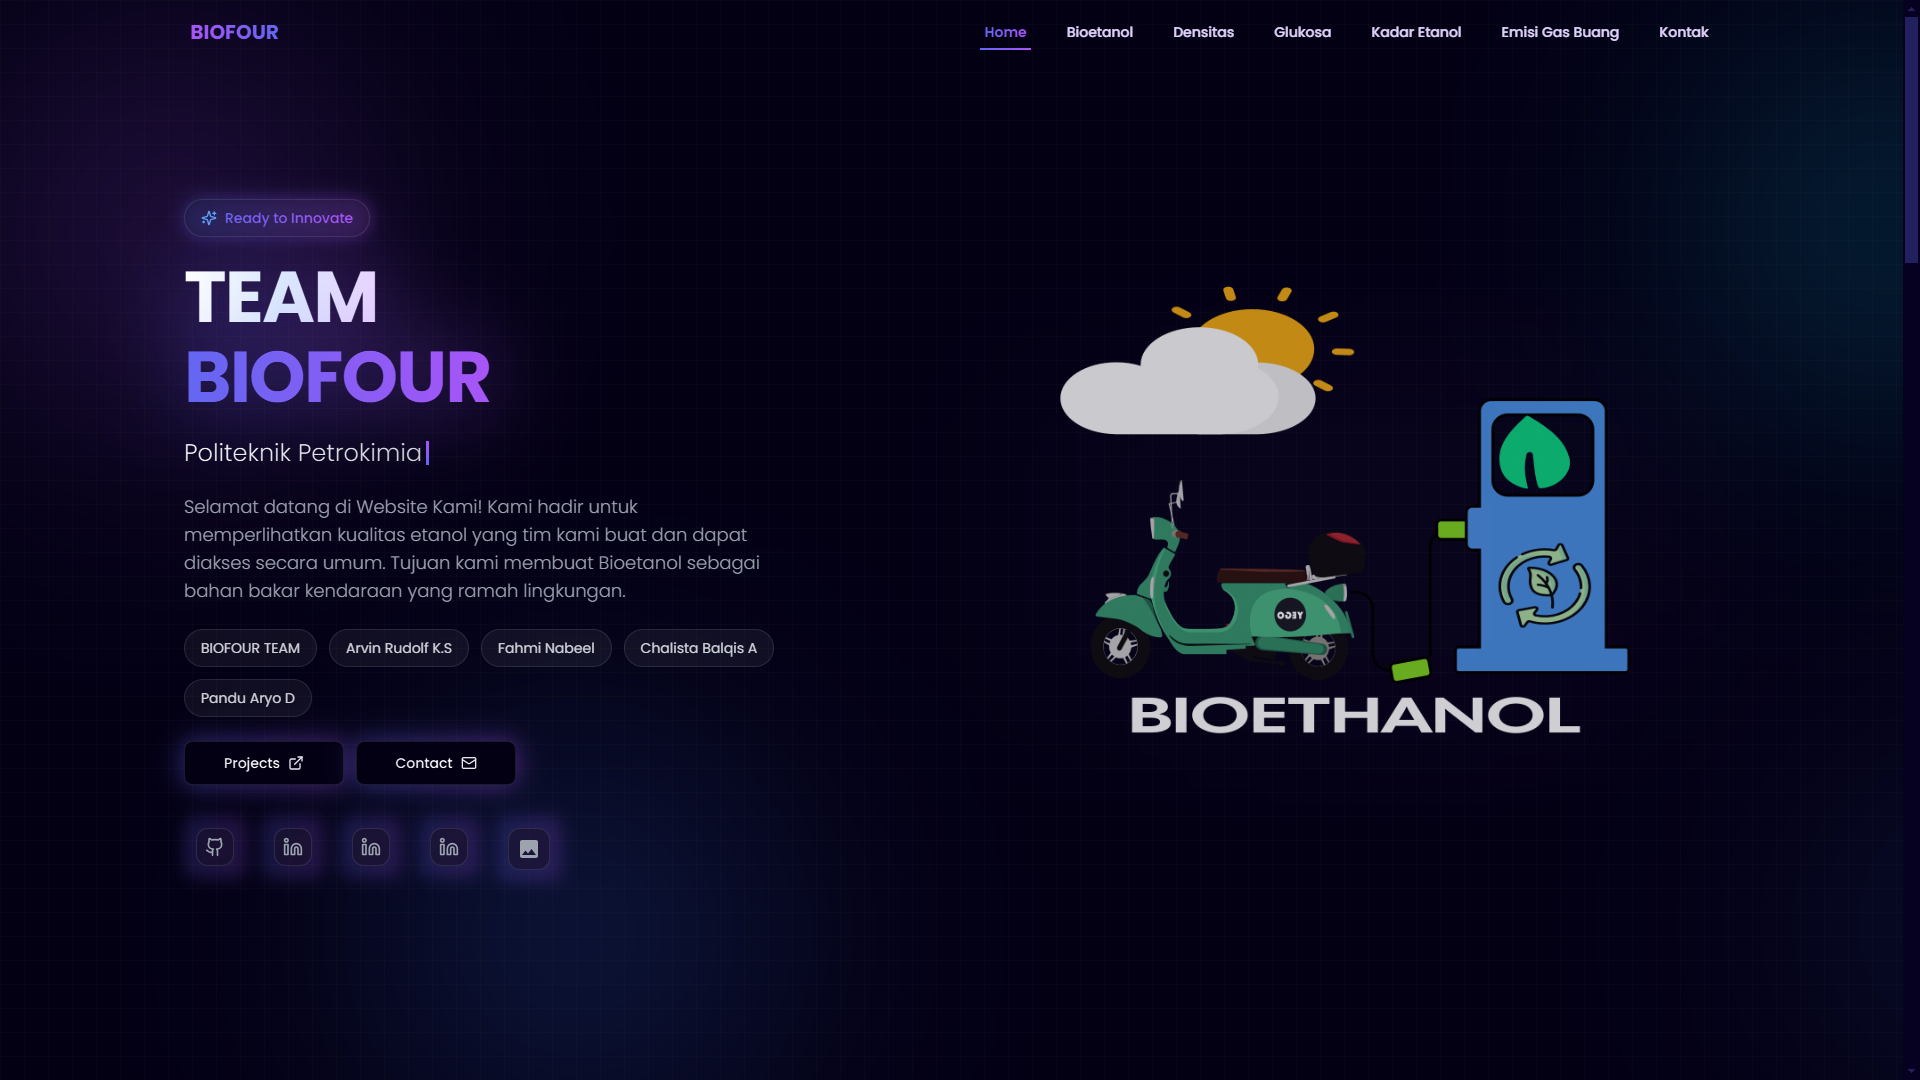 BIOFOUR
Home Bioetanol Densitas Glukosa Kadar Etanol Emisi Gas Buang Kontak
Ready to Innovate
TEAM
BIOFOUR
Politeknik Petrokimia
Selamat datang di Website Kami! Kami hadir untuk
memperlihatkan kualitas etanol yang tim kami buat dan dapat
diakses secara umum. Tujuan kami membuat Bioetanol sebagai
bahan bakar kendaraan yang ramah lingkungan.
BIOFOUR TEAM Arvin Rudolf K.S Fahmi Nabeel Chalista Balqis A
Pandu Aryo D
Projects Contact
BIOETHANOL